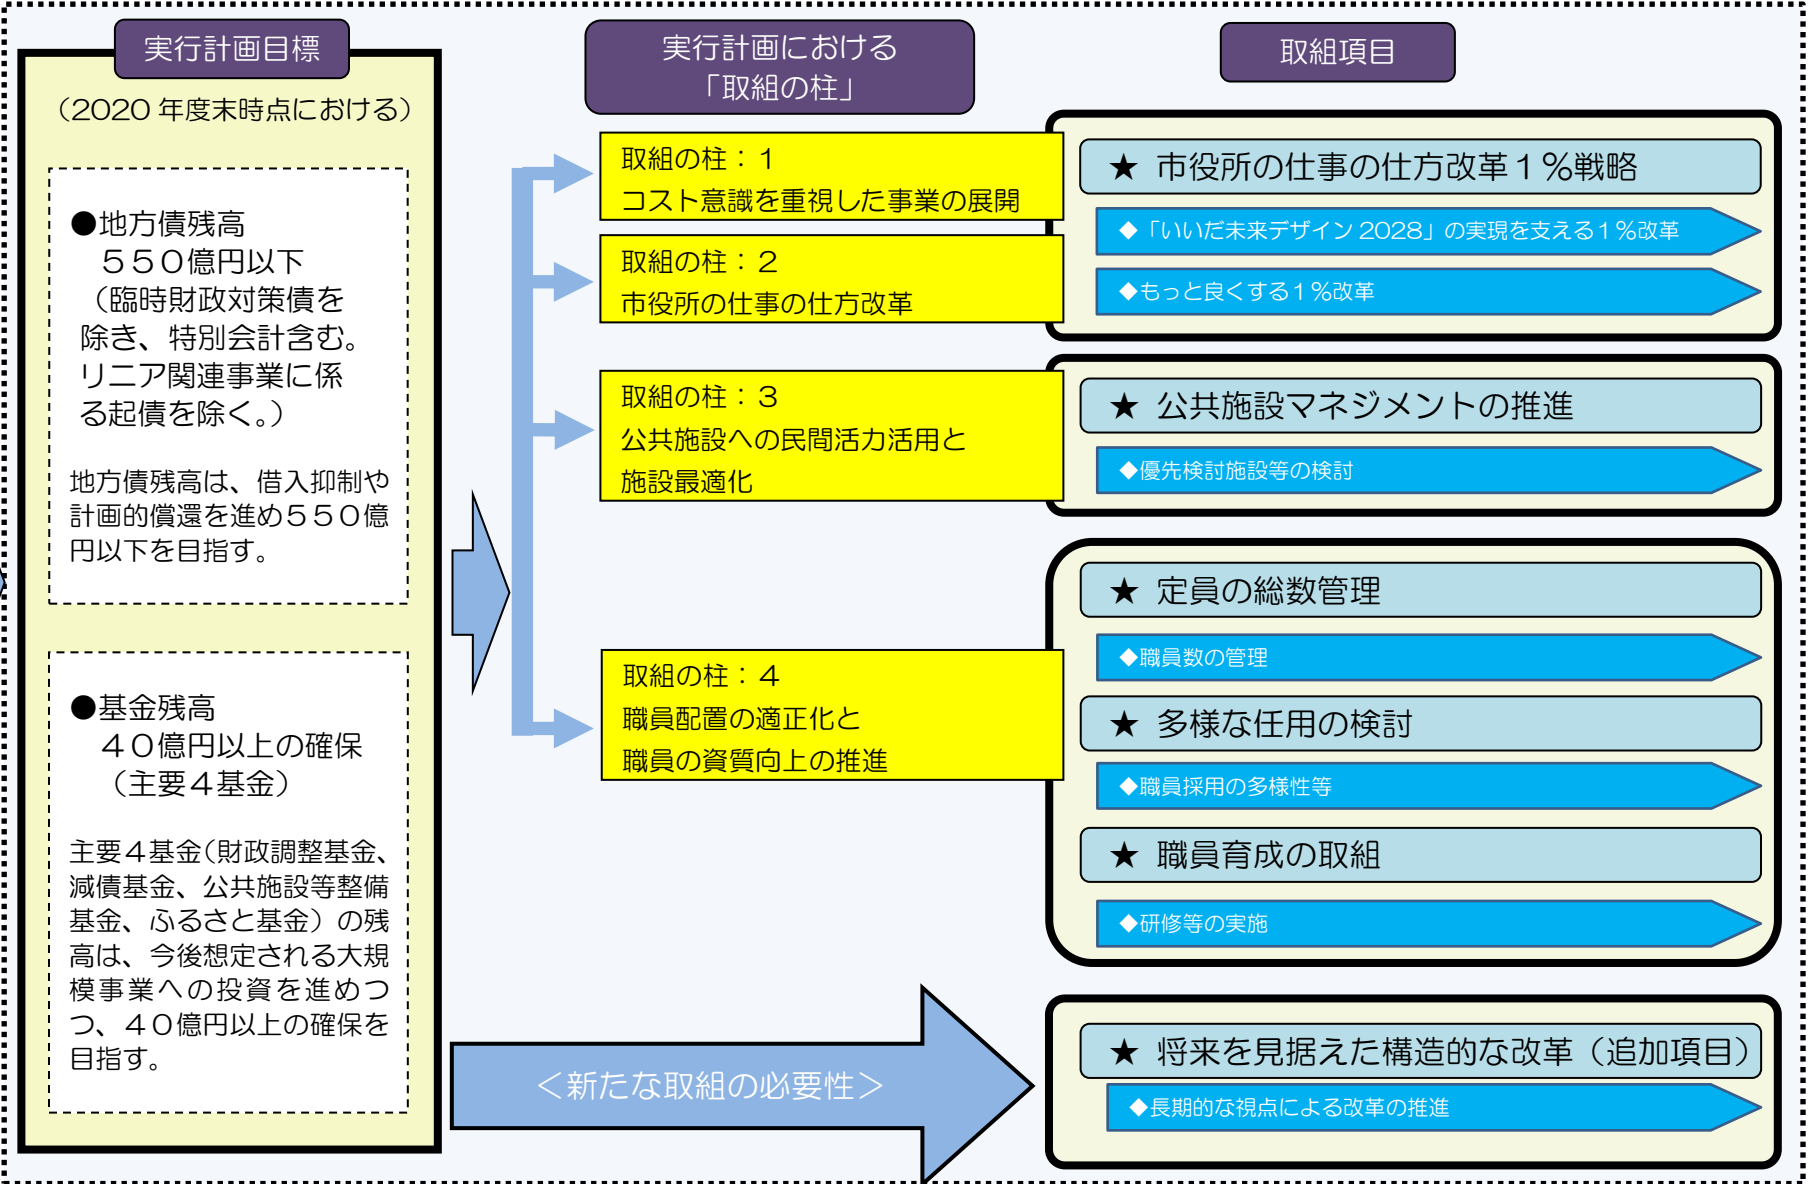 実行計画目標
（2020 年度末時点における）
●地方債残高
５５０億円以下
（臨時財政対策債を
除き、特別会計含む。
リニア関連事業に係
る起債を除く。）
地方債残高は、借入抑制や
計画的償還を進め５５０億
円以下を目指す。
●基金残高
４０億円以上の確保
（主要４基金）
主要４基金（財政調整基金、
減債基金、公共施設等整備
基金、ふるさと基金）の残
高は、今後想定される大規
模事業への投資を進めつ
つ、４０億円以上の確保を
目指す。
実行計画における
「取組の柱」
取組の柱：１
コスト意識を重視した事業の展開
取組の柱：２
市役所の仕事の仕方改革
取組の柱：３
公共施設への民間活力活用と
施設最適化
取組の柱：４
職員配置の適正化と
職員の資質向上の推進
＜新たな取組の必要性＞
取組項目
★ 市役所の仕事の仕方改革１％戦略
◆「いいだ未来デザイン 2028」の実現を支える１％改革
◆もっと良くする１％改革
★ 公共施設マネジメントの推進
◆優先検討施設等の検討
★ 定員の総数管理
◆職員数の管理
★ 多様な任用の検討
◆職員採用の多様性等
★ 職員育成の取組
◆研修等の実施
★ 将来を見据えた構造的な改革（追加項目）
◆長期的な視点による改革の推進